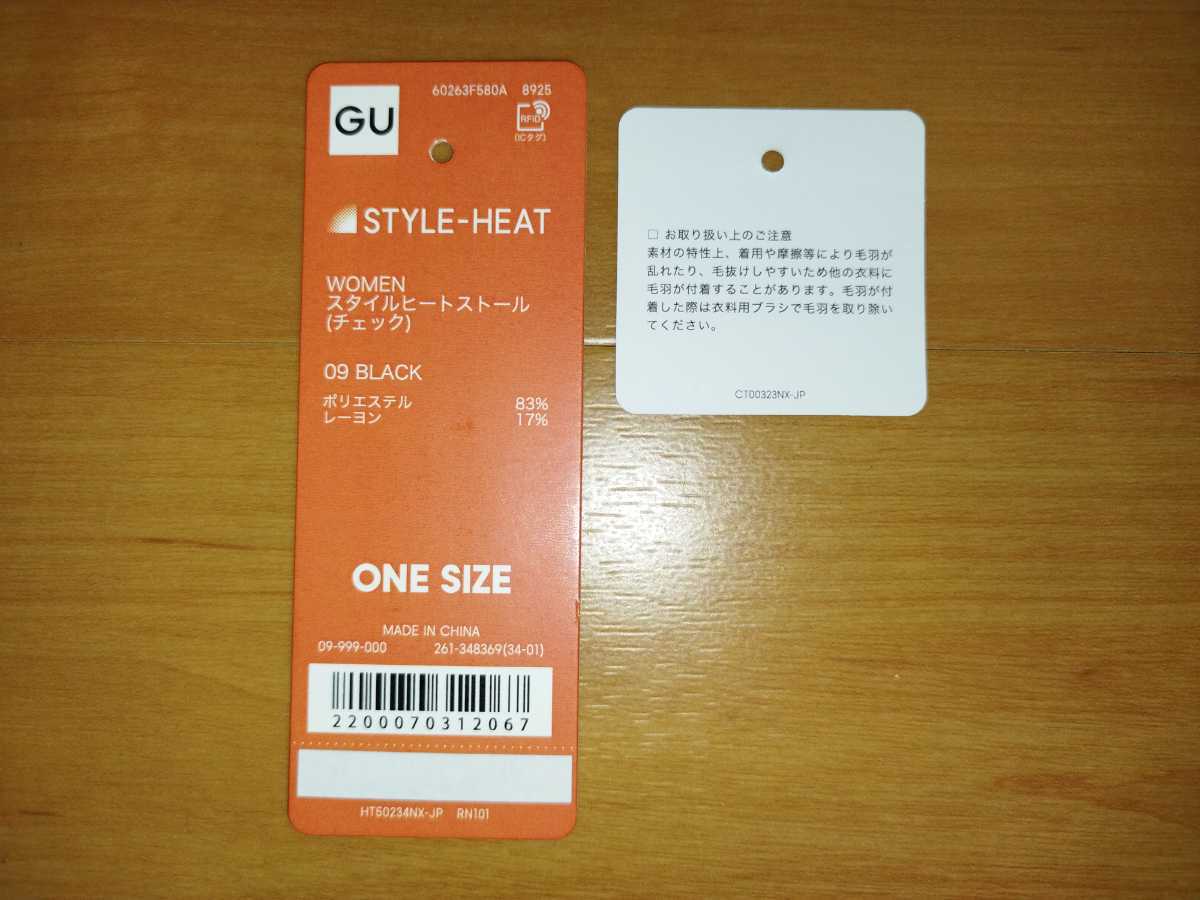 GU
60263F580A 8925
RFID
(ICタグ)
STYLE-HEAT
WOMEN
スタイルヒートストール
(チェック)
09 BLACK
ポリエステル 83%
レーヨン 17%
ONE SIZE
MADE IN CHINA
09-999-000 261-348369(34-01)
2200070312067
HT50234NX-JP RN101
□ お取り扱い上のご注意
素材の特性上、着用や摩擦等により毛羽が
乱れたり、毛抜けしやすいため他の衣料に
毛羽が付着することがあります。毛羽が付
着した際は衣料用ブラシで毛羽を取り除い
てください。
CT00323NX-JP